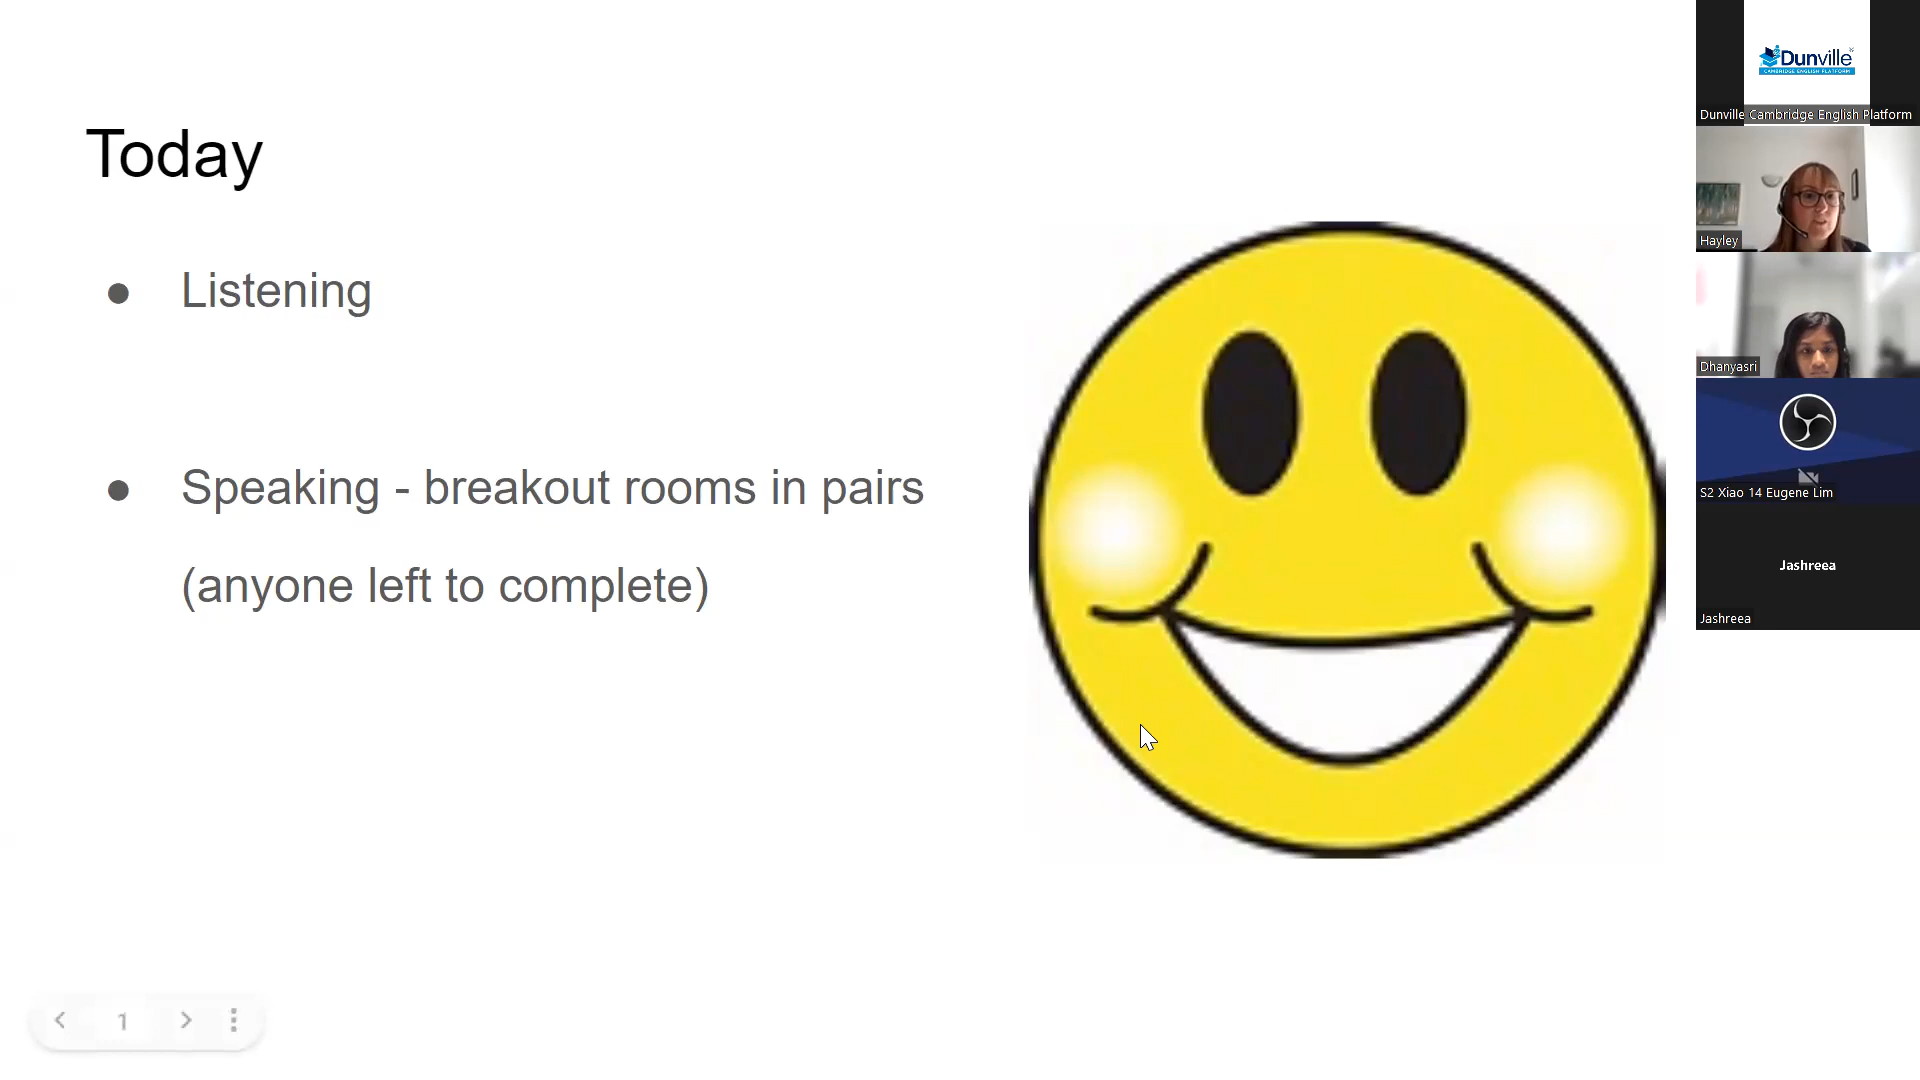 Today
● Listening
● Speaking - breakout rooms in pairs
(anyone left to complete)
1
Dunville
CAMBRIDGE ENGLISH PLATFORM
Dunville Cambridge English Platform
Hayley
Dhanyasri
S2 Xiao 14 Eugene Lim
Jashreea
Jashreea